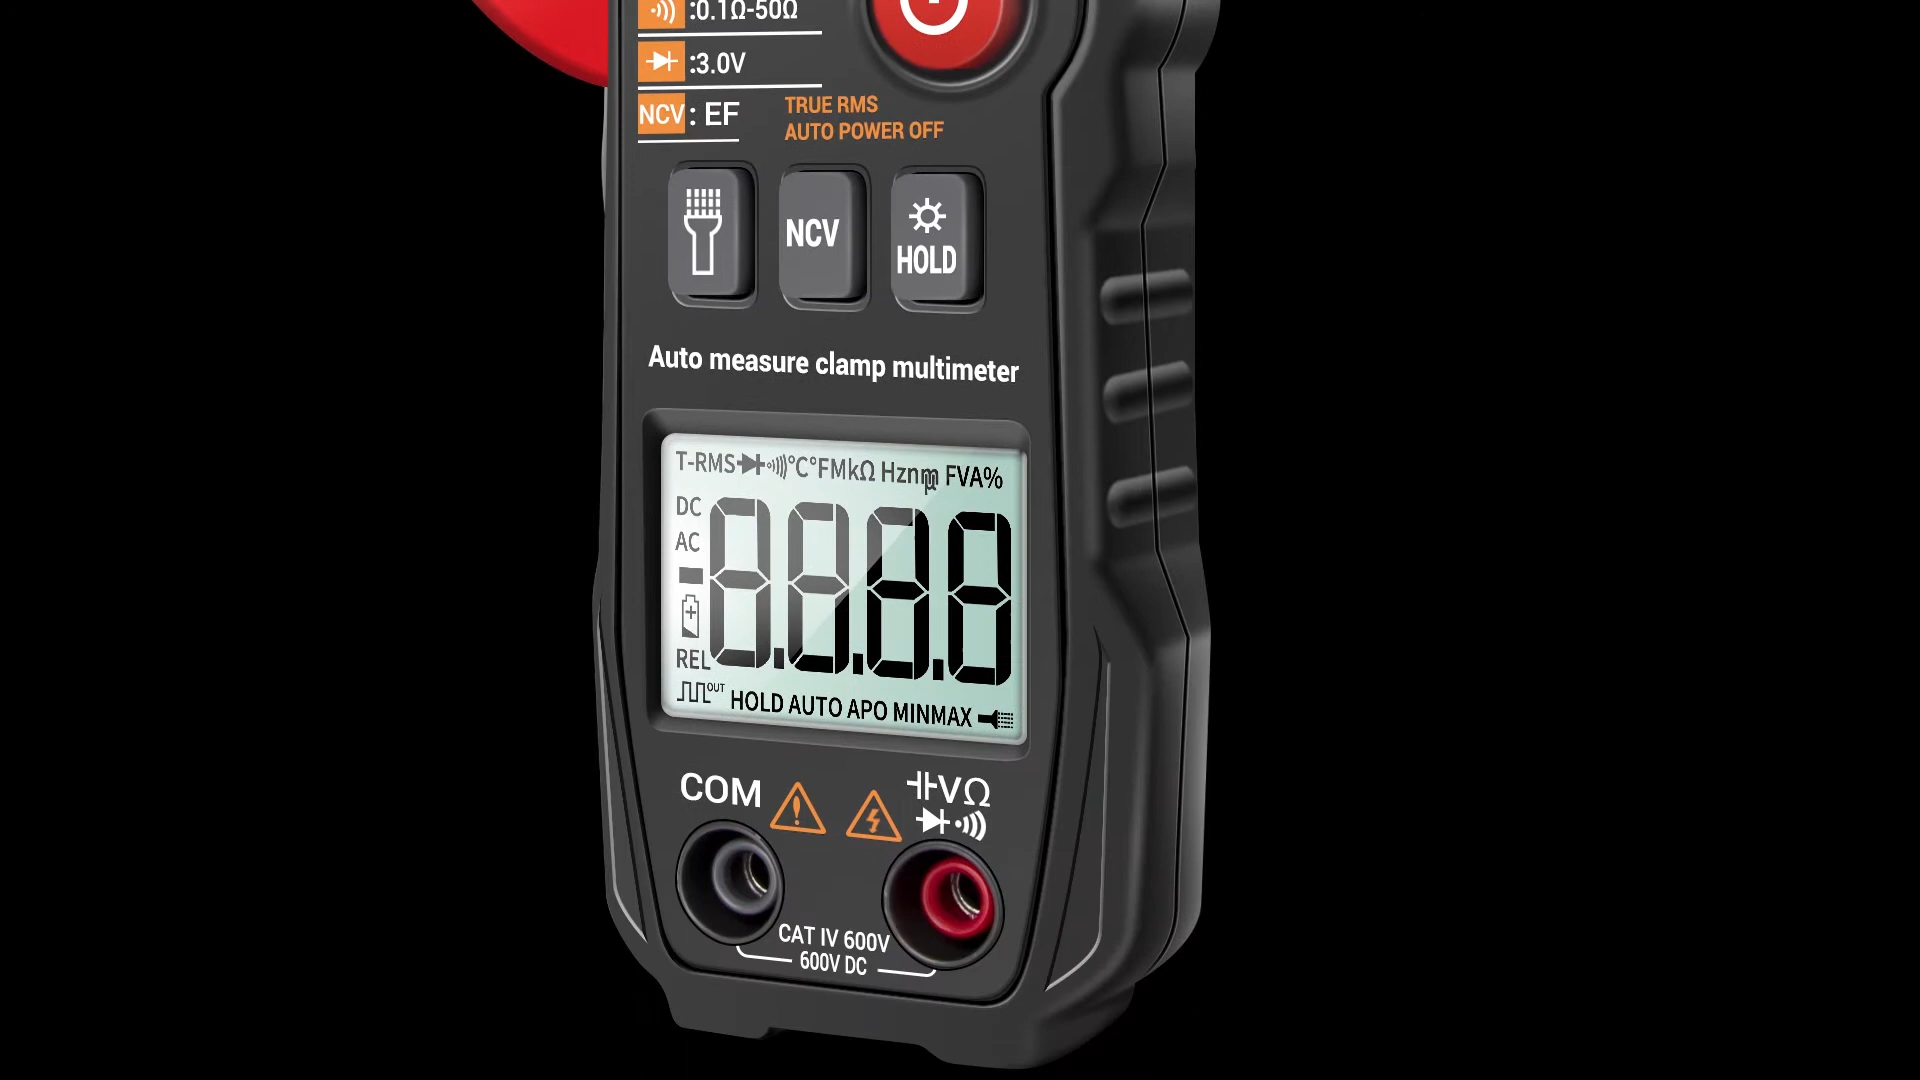 :0.1Ω-50Ω
:3.0V
NCV: EF
TRUE RMS
AUTO POWER OFF
NCV
HOLD
Auto measure clamp multimeter
T-RMS °C°FMkΩ Hznmµ FVA%
DC
AC
8.8.8.8
REL
OUT
HOLD AUTO APO MINMAX
COM
VΩ
CAT IV 600V
600V DC